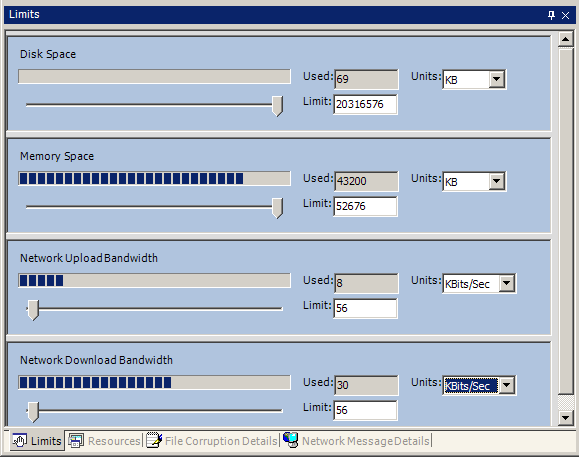 Limits
Disk Space
Used: 69 Units: KB
Limit: 20316576
Memory Space
Used: 43200 Units: KB
Limit: 52676
Network Upload Bandwidth
Used: 8 Units: KBits/Sec
Limit: 56
Network Download Bandwidth
Used: 30 Units: KBits/Sec
Limit: 56
Limits Resources File Corruption Details Network Message Details